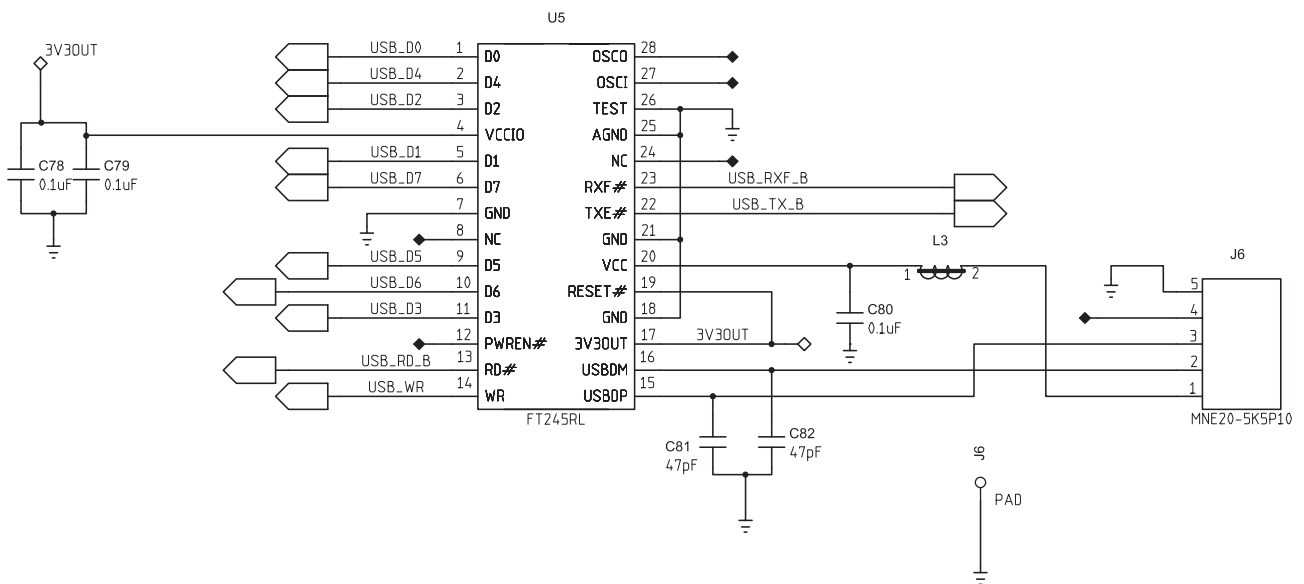 U5
3V3OUT
C78
0.1uF
C79
0.1uF
USB_D0 1 D0
USB_D4 2 D4
USB_D2 3 D2
4 VCCIO
USB_D1 5 D1
USB_D7 6 D7
7 GND
8 NC
USB_D5 9 D5
USB_D6 10 D6
USB_D3 11 D3
12 PWREN#
USB_RD_B 13 RD#
USB_WR 14 WR
OSCO 28
OSCI 27
TEST 26
AGND 25
NC 24
RXF# 23 USB_RXF_B
TXE# 22 USB_TX_B
GND 21
VCC 20
RESET# 19
GND 18
3V3OUT 17 3V3OUT
USBDM 16
USBDP 15
FT245RL
L3
1 2
C80
0.1uF
C81
47pF
C82
47pF
J6
5
4
3
2
1
MNE20-5K5P10
J6
PAD